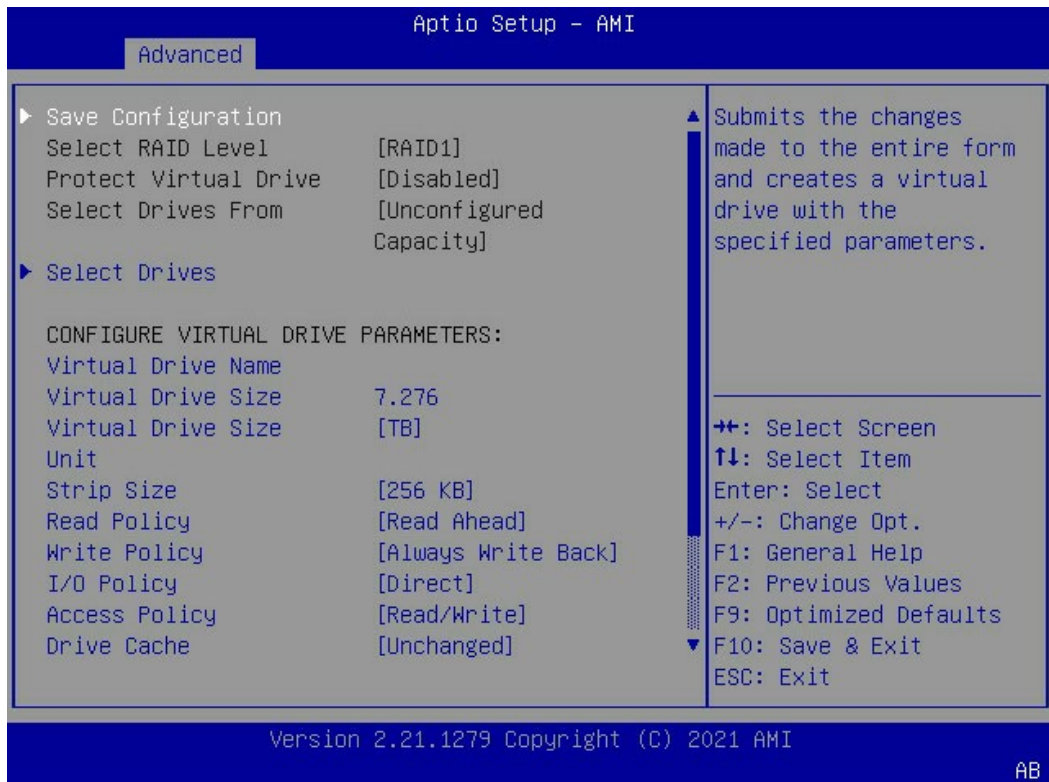 Aptio Setup – AMI
Advanced
Save Configuration
Select RAID Level [RAID1]
Protect Virtual Drive [Disabled]
Select Drives From [Unconfigured
Capacity]
Select Drives
CONFIGURE VIRTUAL DRIVE PARAMETERS:
Virtual Drive Name
Virtual Drive Size 7.276
Virtual Drive Size [TB]
Unit
Strip Size [256 KB]
Read Policy [Read Ahead]
Write Policy [Always Write Back]
I/O Policy [Direct]
Access Policy [Read/Write]
Drive Cache [Unchanged]
Submits the changes
made to the entire form
and creates a virtual
drive with the
specified parameters.
→←: Select Screen
↑↓: Select Item
Enter: Select
+/-: Change Opt.
F1: General Help
F2: Previous Values
F9: Optimized Defaults
F10: Save & Exit
ESC: Exit
Version 2.21.1279 Copyright (C) 2021 AMI
AB